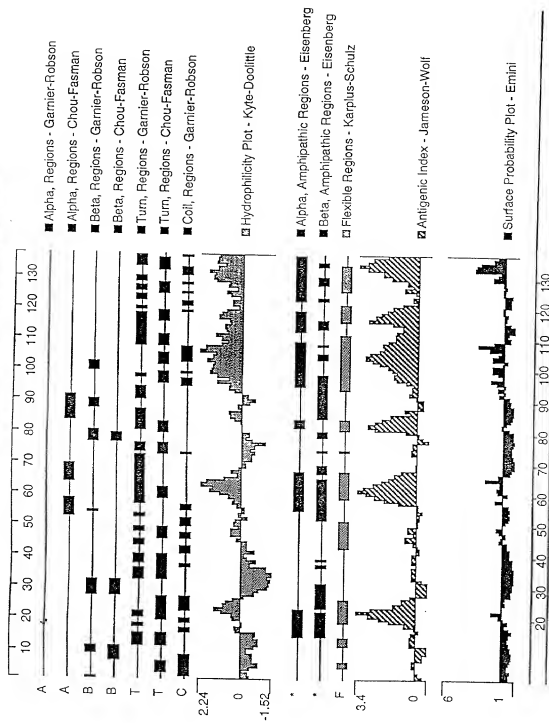 10 20 30 40 50 60 70 80 90 100 110 120 130
A ■ Alpha, Regions - Garnier-Robson
A ■ Alpha, Regions - Chou-Fasman
B ■ Beta, Regions - Garnier-Robson
B ■ Beta, Regions - Chou-Fasman
T ■ Turn, Regions - Garnier-Robson
T ■ Turn, Regions - Chou-Fasman
C ■ Coil, Regions - Garnier-Robson
2.24
0 Hydrophilicity Plot - Kyte-Doolittle
-1.52
* ■ Alpha, Amphipathic Regions - Eisenberg
* ■ Beta, Amphipathic Regions - Eisenberg
F Flexible Regions - Karplus-Schulz
3.4
0 Antigenic Index - Jameson-Wolf
6
1 ■ Surface Probability Plot - Emini
20 30 40 50 60 70 80 90 100 110 130